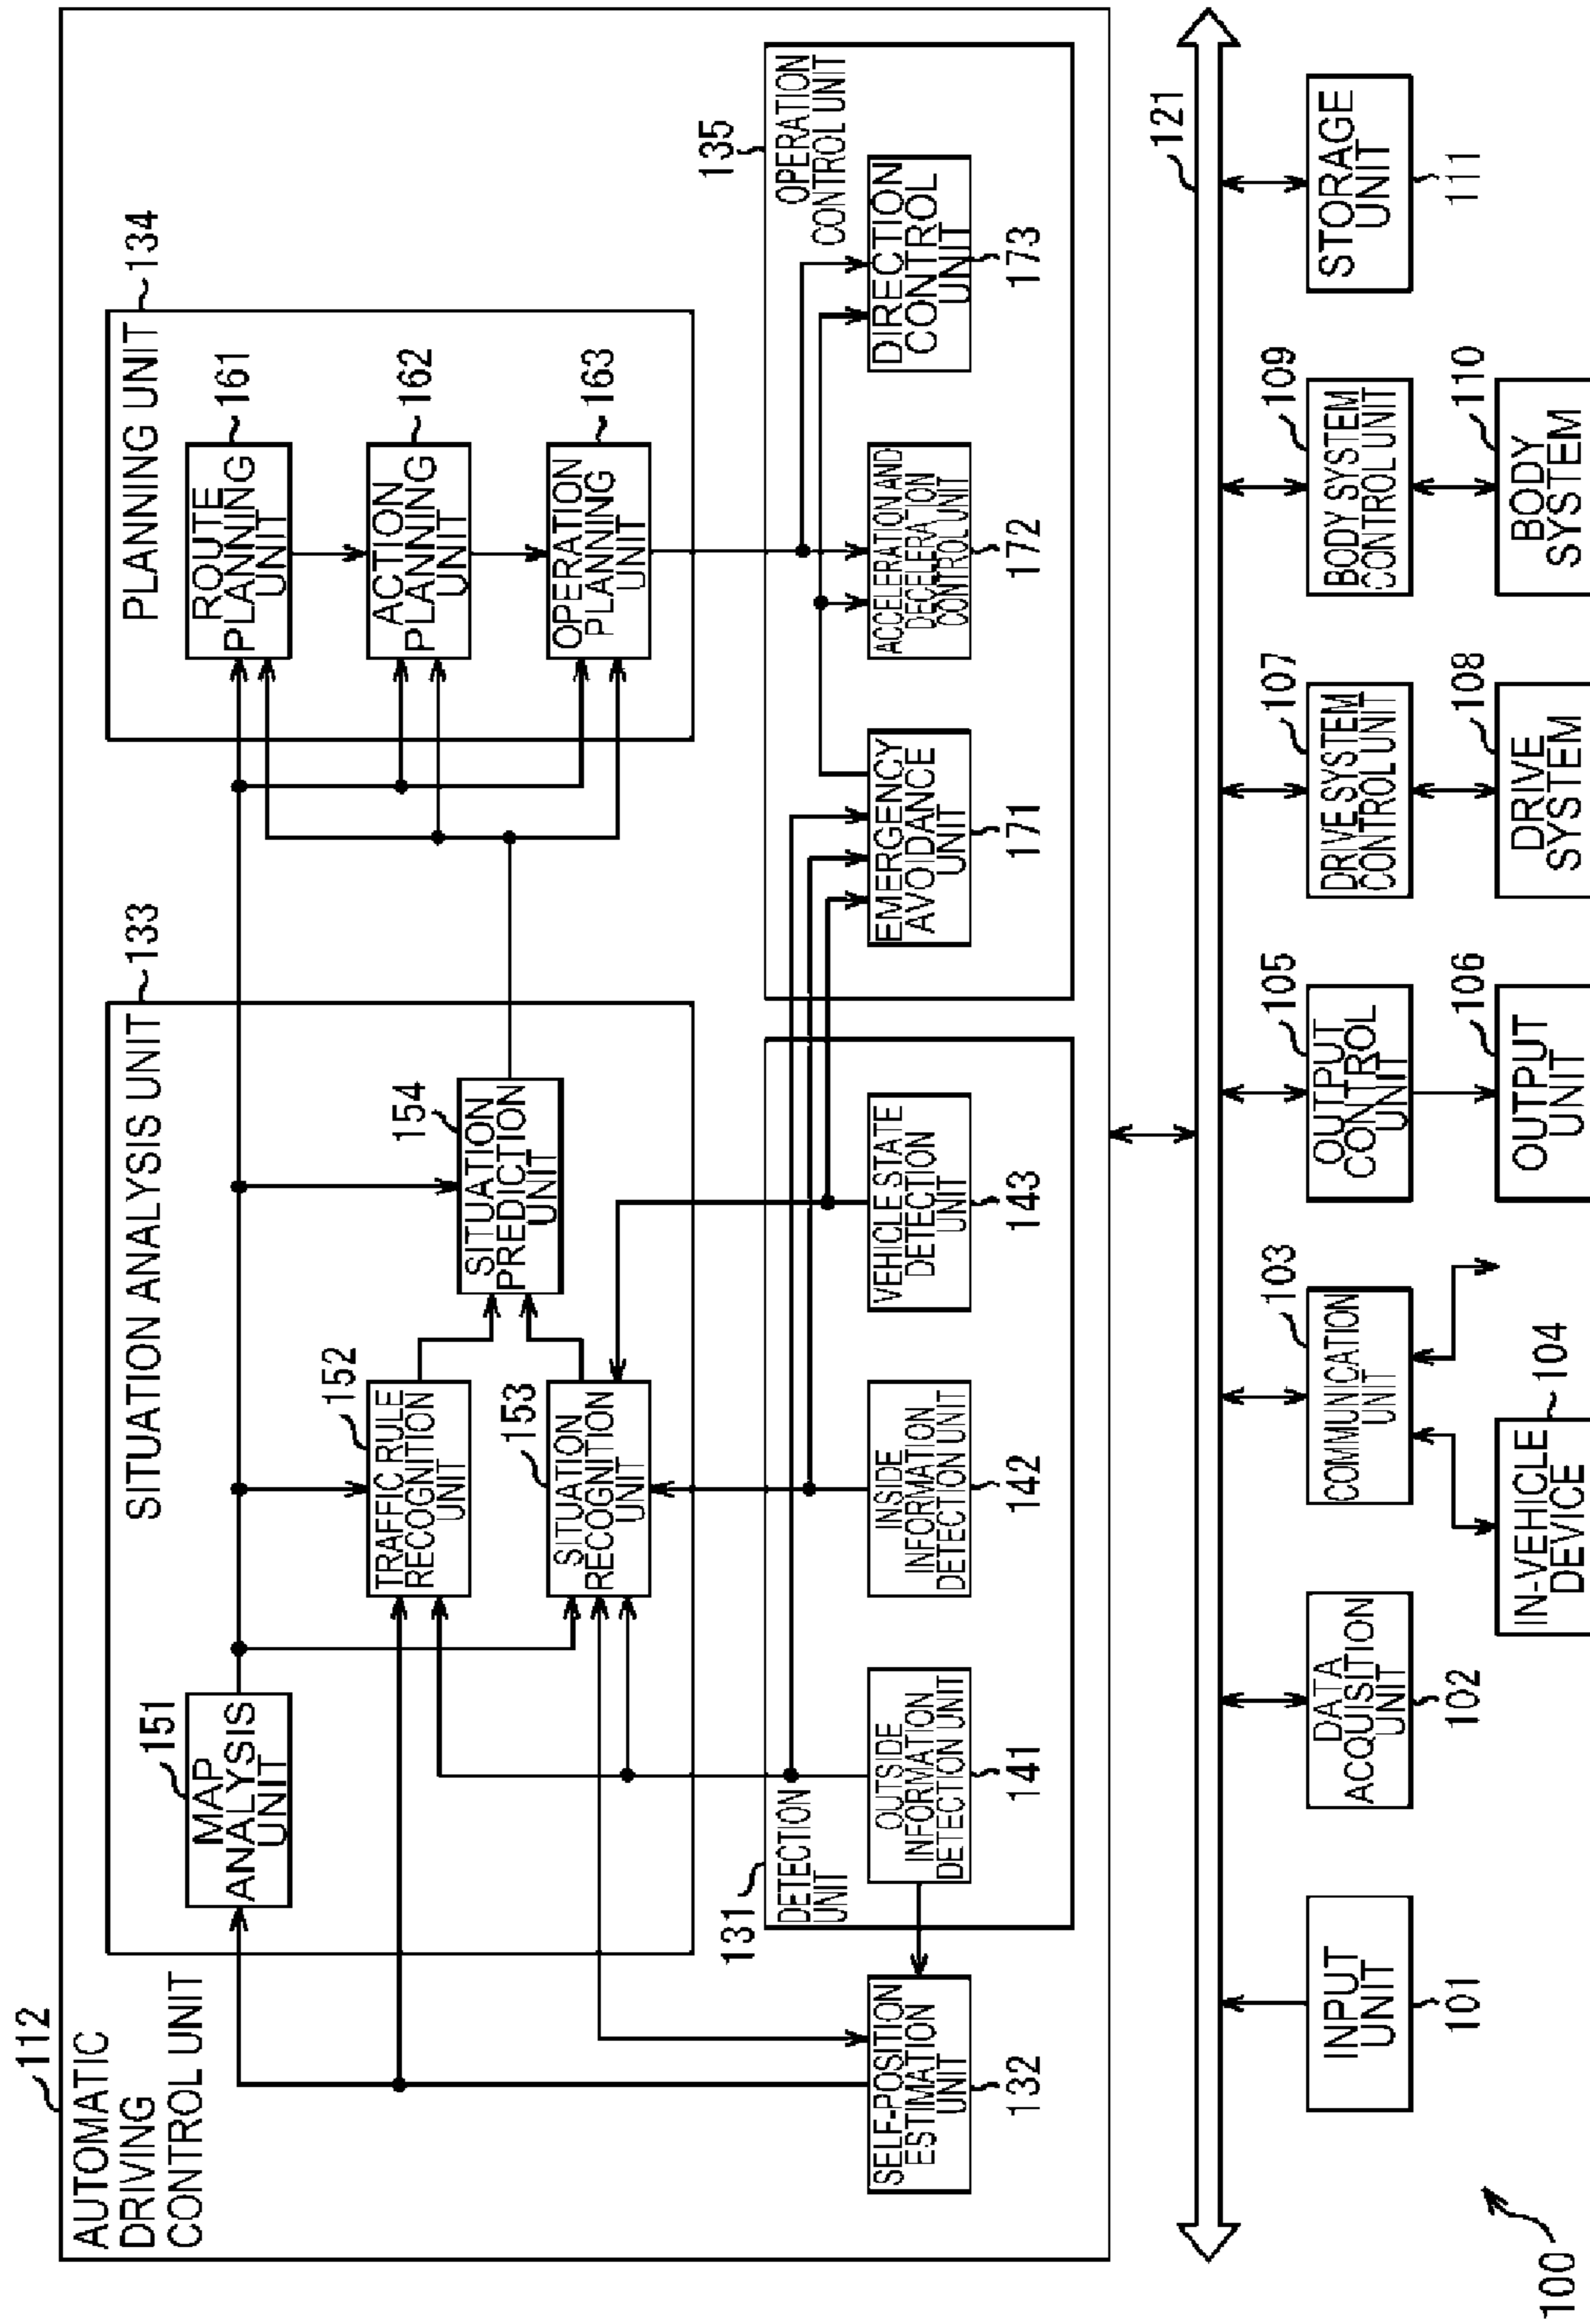 112
AUTOMATIC
DRIVING
CONTROL UNIT
SITUATION ANALYSIS UNIT
133
151
MAP
ANALYSIS
UNIT
152
TRAFFIC RULE
RECOGNITION
UNIT
153
SITUATION
RECOGNITION
UNIT
154
SITUATION
PREDICTION
UNIT
PLANNING UNIT
134
ROUTE
PLANNING
UNIT
161
ACTION
PLANNING
UNIT
162
OPERATION
PLANNING
UNIT
163
SELF-POSITION
ESTIMATION
UNIT
132
131
DETECTION
UNIT
OUTSIDE
INFORMATION
DETECTION UNIT
141
INSIDE
INFORMATION
DETECTION UNIT
142
VEHICLE STATE
DETECTION
UNIT
143
135
OPERATION
CONTROL UNIT
EMERGENCY
AVOIDANCE
UNIT
171
ACCELERATION AND
DECELERATION
CONTROL UNIT
172
DIRECTION
CONTROL
UNIT
173
121
INPUT
UNIT
101
DATA
ACQUISITION
UNIT
102
COMMUNICATION
UNIT
103
IN-VEHICLE
DEVICE
104
OUTPUT
CONTROL
UNIT
105
OUTPUT
UNIT
106
DRIVE SYSTEM
CONTROL UNIT
107
DRIVE
SYSTEM
108
BODY SYSTEM
CONTROL UNIT
109
BODY
SYSTEM
110
STORAGE
UNIT
111
100